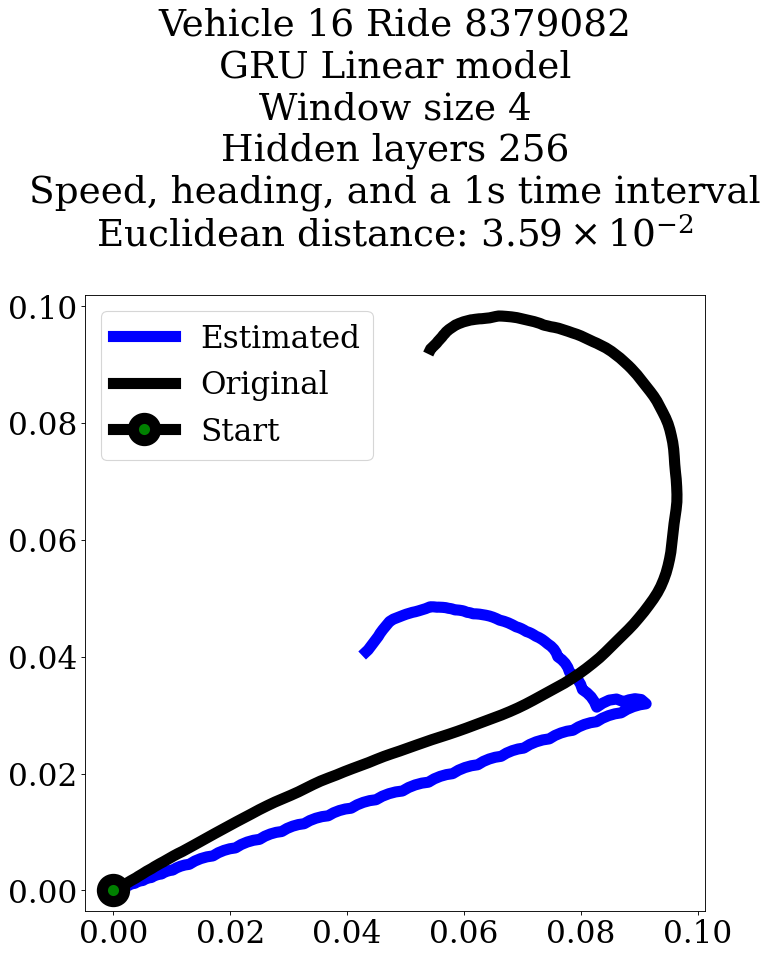 Vehicle 16 Ride 8379082
GRU Linear model
Window size 4
Hidden layers 256
Speed, heading, and a 1s time interval
Euclidean distance: 3.59 × 10⁻²
Estimated
Original
Start
0.10
0.08
0.06
0.04
0.02
0.00
0.00 0.02 0.04 0.06 0.08 0.10